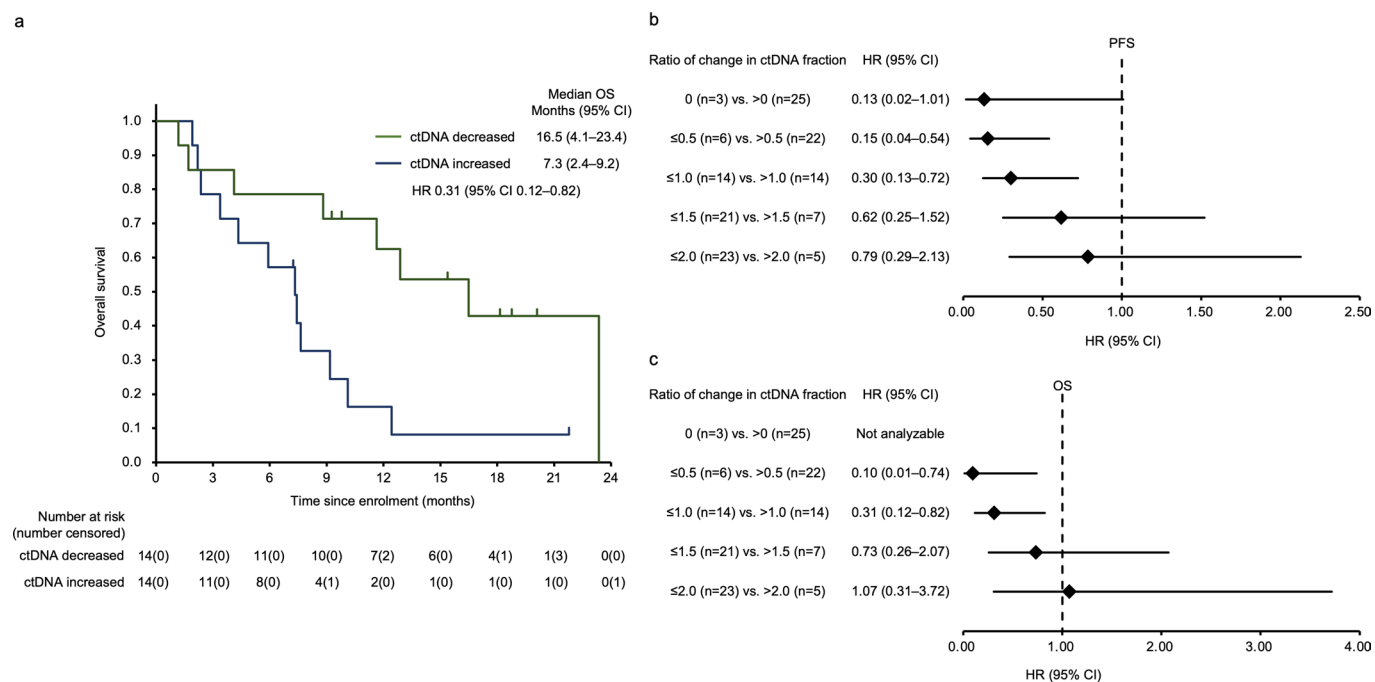 a
Median OS
Months (95% CI)
ctDNA decreased 16.5 (4.1–23.4)
ctDNA increased 7.3 (2.4–9.2)
HR 0.31 (95% CI 0.12–0.82)
Overall survival
1.0
0.9
0.8
0.7
0.6
0.5
0.4
0.3
0.2
0.1
0.0
0 3 6 9 12 15 18 21 24
Time since enrolment (months)
Number at risk
(number censored)
ctDNA decreased 14(0) 12(0) 11(0) 10(0) 7(2) 6(0) 4(1) 1(3) 0(0)
ctDNA increased 14(0) 11(0) 8(0) 4(1) 2(0) 1(0) 1(0) 1(0) 0(1)
b
PFS
Ratio of change in ctDNA fraction HR (95% CI)
0 (n=3) vs. >0 (n=25) 0.13 (0.02–1.01)
≤0.5 (n=6) vs. >0.5 (n=22) 0.15 (0.04–0.54)
≤1.0 (n=14) vs. >1.0 (n=14) 0.30 (0.13–0.72)
≤1.5 (n=21) vs. >1.5 (n=7) 0.62 (0.25–1.52)
≤2.0 (n=23) vs. >2.0 (n=5) 0.79 (0.29–2.13)
0.00 0.50 1.00 1.50 2.00 2.50
HR (95% CI)
c
OS
Ratio of change in ctDNA fraction HR (95% CI)
0 (n=3) vs. >0 (n=25) Not analyzable
≤0.5 (n=6) vs. >0.5 (n=22) 0.10 (0.01–0.74)
≤1.0 (n=14) vs. >1.0 (n=14) 0.31 (0.12–0.82)
≤1.5 (n=21) vs. >1.5 (n=7) 0.73 (0.26–2.07)
≤2.0 (n=23) vs. >2.0 (n=5) 1.07 (0.31–3.72)
0.00 1.00 2.00 3.00 4.00
HR (95% CI)